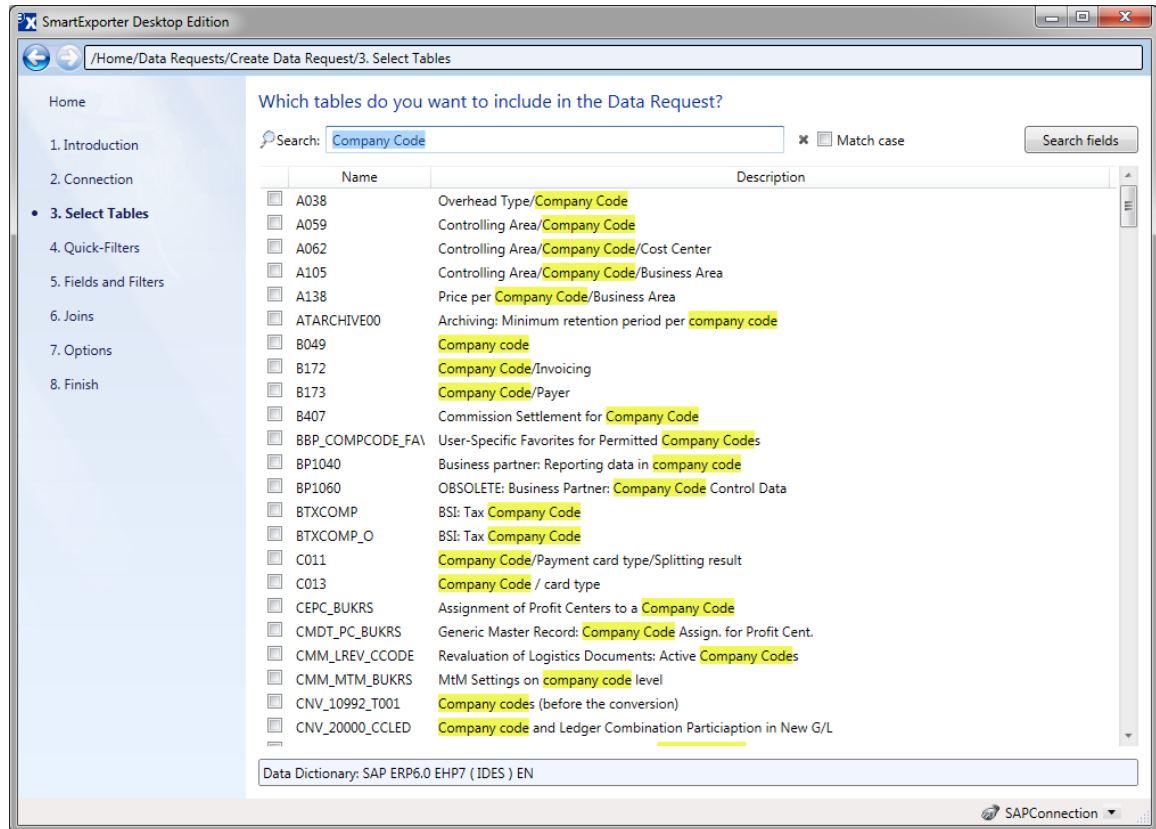 SmartExporter Desktop Edition
/Home/Data Requests/Create Data Request/3. Select Tables
Home
1. Introduction
2. Connection
• 3. Select Tables
4. Quick-Filters
5. Fields and Filters
6. Joins
7. Options
8. Finish
Which tables do you want to include in the Data Request?
Search: Company Code Match case Search fields
Name Description
A038 Overhead Type/Company Code
A059 Controlling Area/Company Code
A062 Controlling Area/Company Code/Cost Center
A105 Controlling Area/Company Code/Business Area
A138 Price per Company Code/Business Area
ATARCHIVE00 Archiving: Minimum retention period per company code
B049 Company code
B172 Company Code/Invoicing
B173 Company Code/Payer
B407 Commission Settlement for Company Code
BBP_COMPCODE_FA\ User-Specific Favorites for Permitted Company Codes
BP1040 Business partner: Reporting data in company code
BP1060 OBSOLETE: Business Partner: Company Code Control Data
BTXCOMP BSI: Tax Company Code
BTXCOMP_O BSI: Tax Company Code
C011 Company Code/Payment card type/Splitting result
C013 Company Code / card type
CEPC_BUKRS Assignment of Profit Centers to a Company Code
CMDT_PC_BUKRS Generic Master Record: Company Code Assign. for Profit Cent.
CMM_LREV_CCODE Revaluation of Logistics Documents: Active Company Codes
CMM_MTM_BUKRS MtM Settings on company code level
CNV_10992_T001 Company codes (before the conversion)
CNV_20000_CCLED Company code and Ledger Combination Particiaption in New G/L
Data Dictionary: SAP ERP6.0 EHP7 ( IDES ) EN
SAPConnection